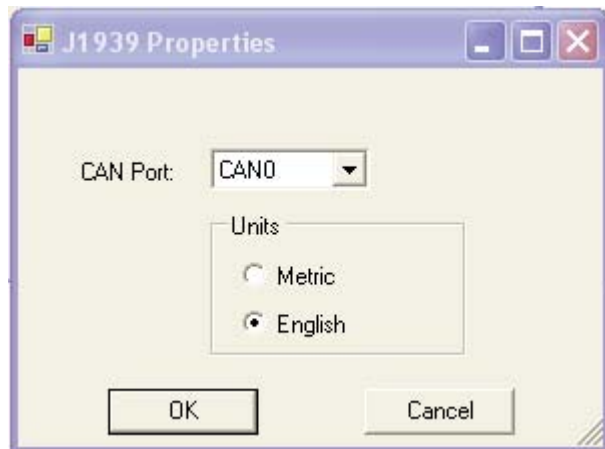 J1939 Properties
CAN Port: CAN0
Units
Metric
English
OK Cancel